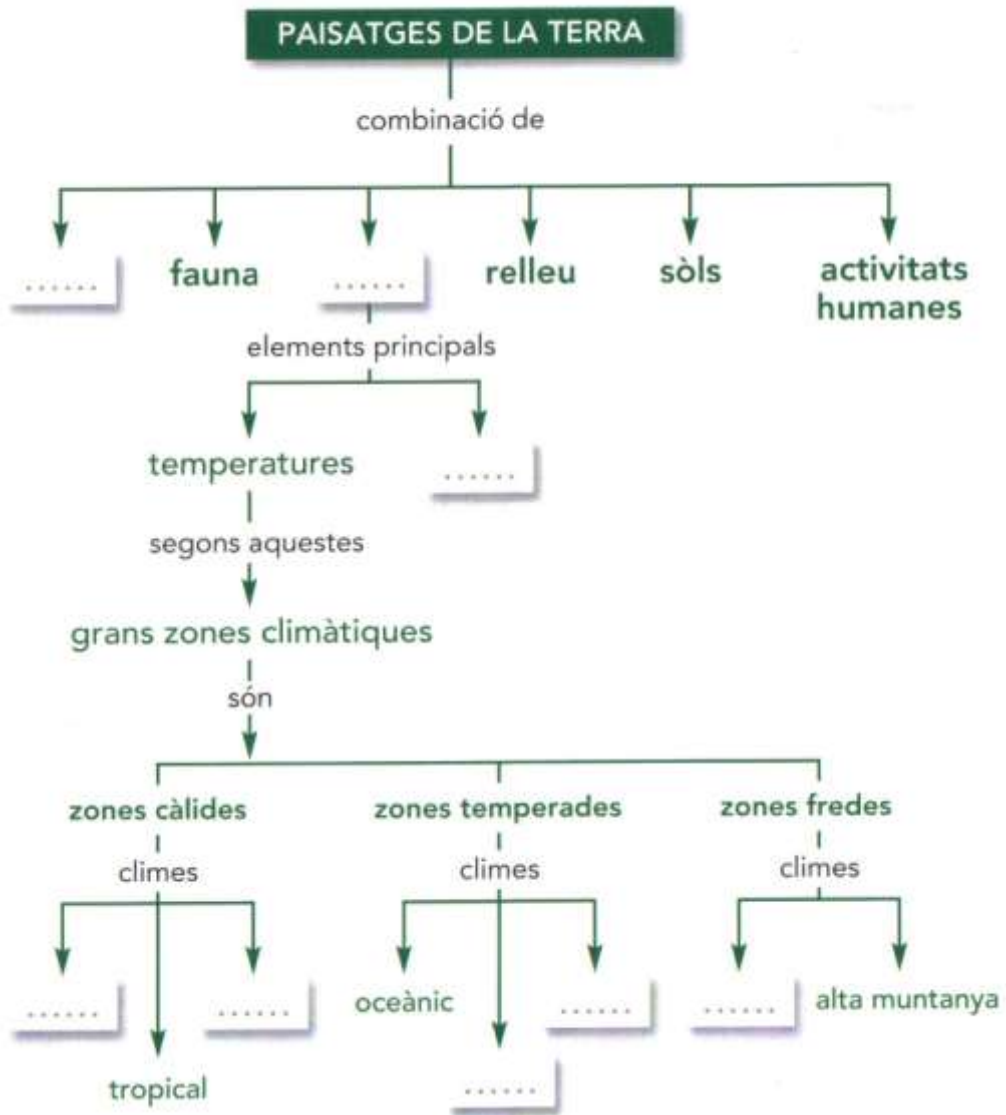 PAISATGES DE LA TERRA
combinació de
...... fauna ...... relleu sòls activitats
humanes
elements principals
temperatures ......
segons aquestes
grans zones climàtiques
són
zones càlides zones temperades zones fredes
climes climes climes
...... ...... oceànic ...... ...... alta muntanya
tropical ......